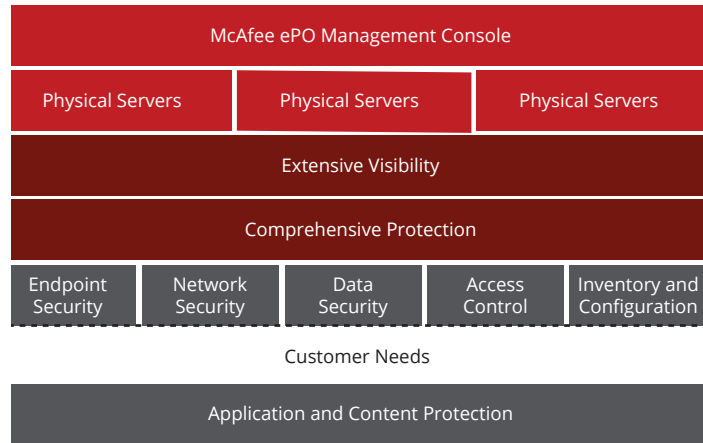 McAfee ePO Management Console
Physical Servers
Physical Servers
Physical Servers
Extensive Visibility
Comprehensive Protection
Endpoint
Security
Network
Security
Data
Security
Access
Control
Inventory and
Configuration
Customer Needs
Application and Content Protection